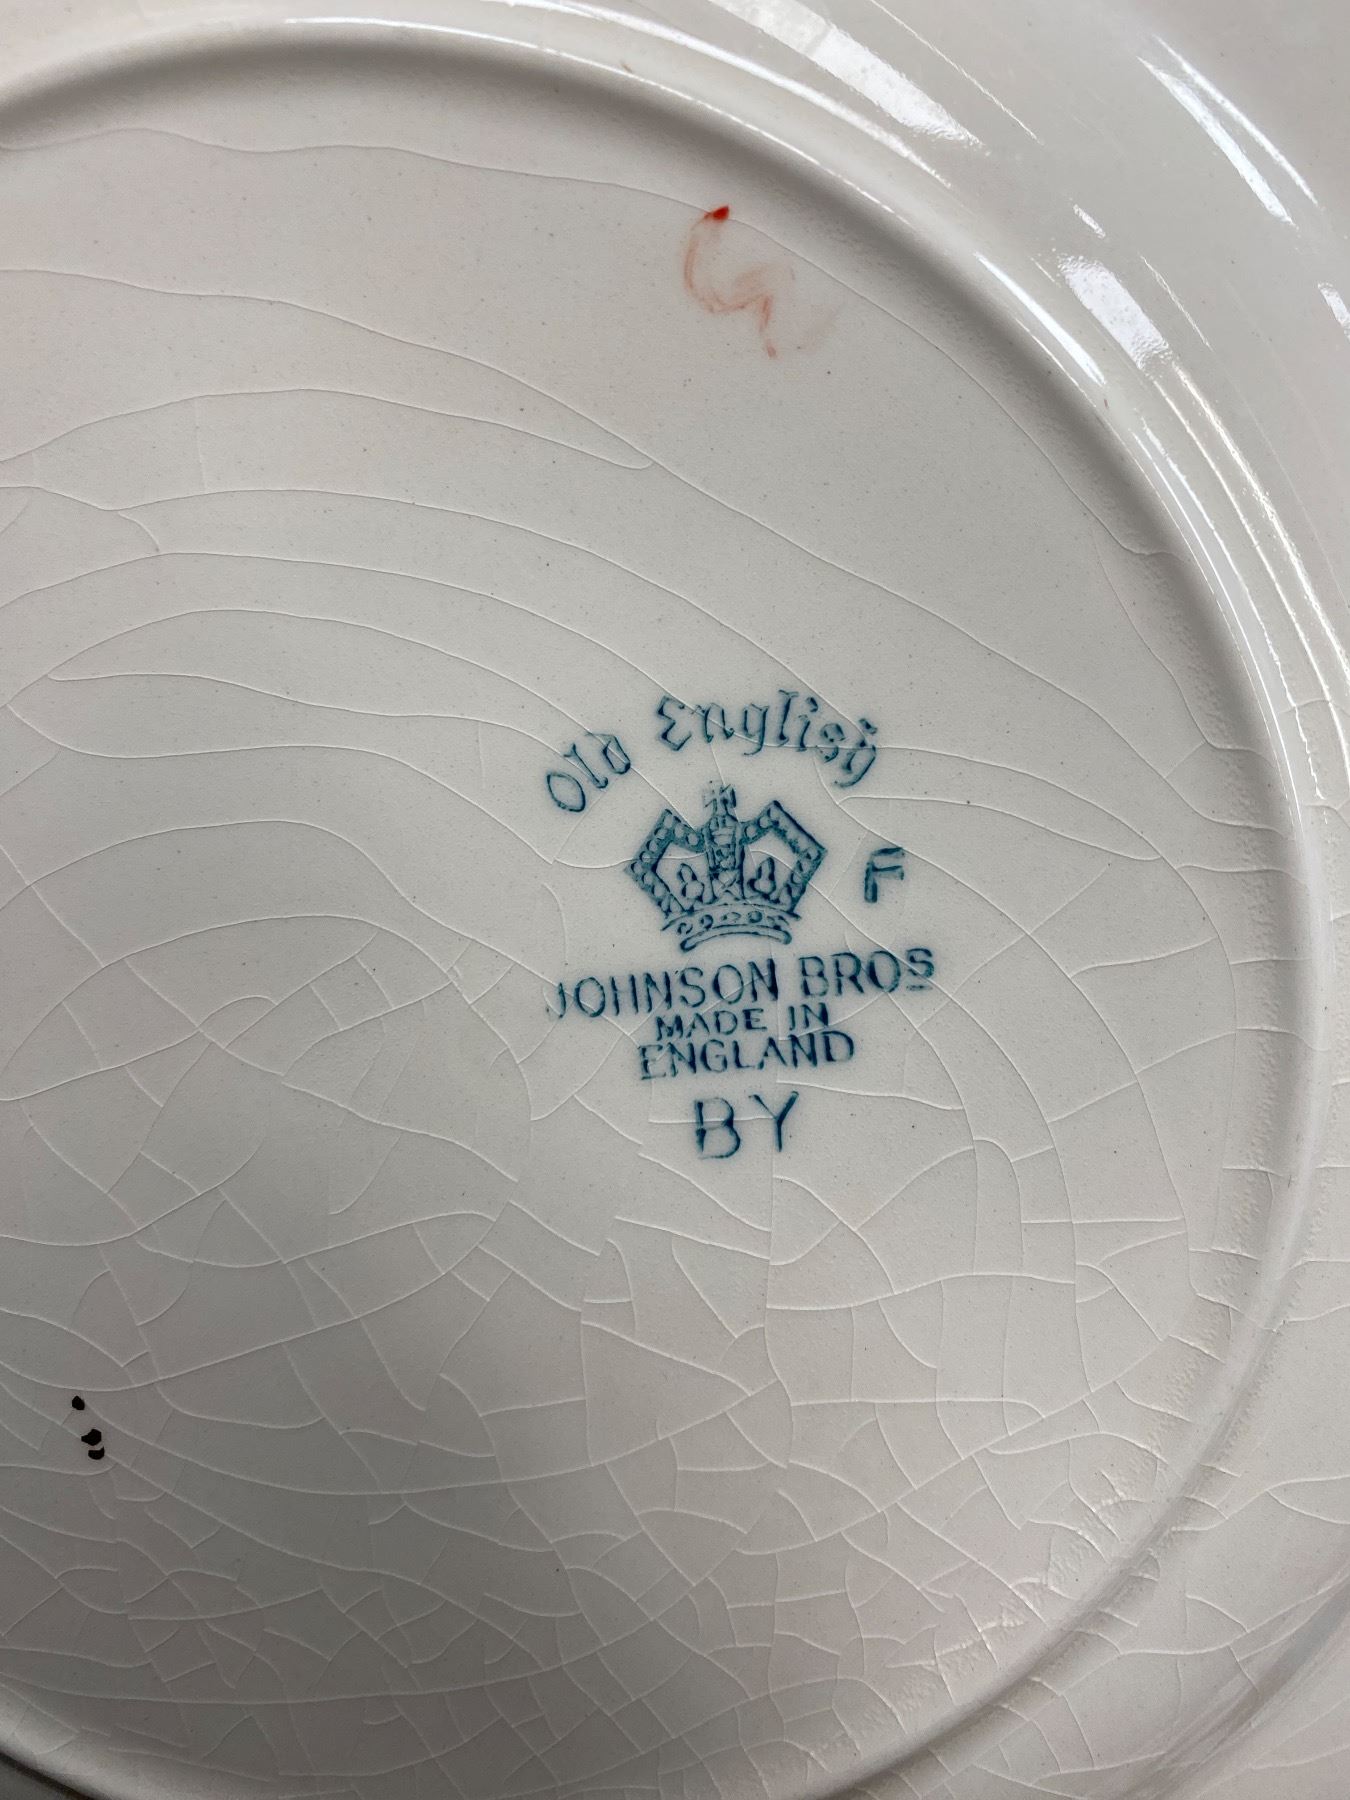 Old English
F
JOHNSON BROS
MADE IN
ENGLAND
BY